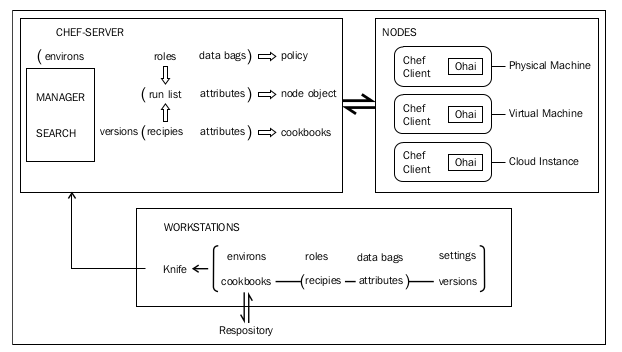 CHEF-SERVER
( environs roles data bags ) policy
MANAGER
( run list attributes ) node object
SEARCH
versions ( recipies attributes ) cookbooks
NODES
Chef Client Ohai Physical Machine
Chef Client Ohai Virtual Machine
Chef Client Ohai Cloud Instance
WORKSTATIONS
environs roles data bags settings
Knife
cookbooks ( recipies attributes ) versions
Respository